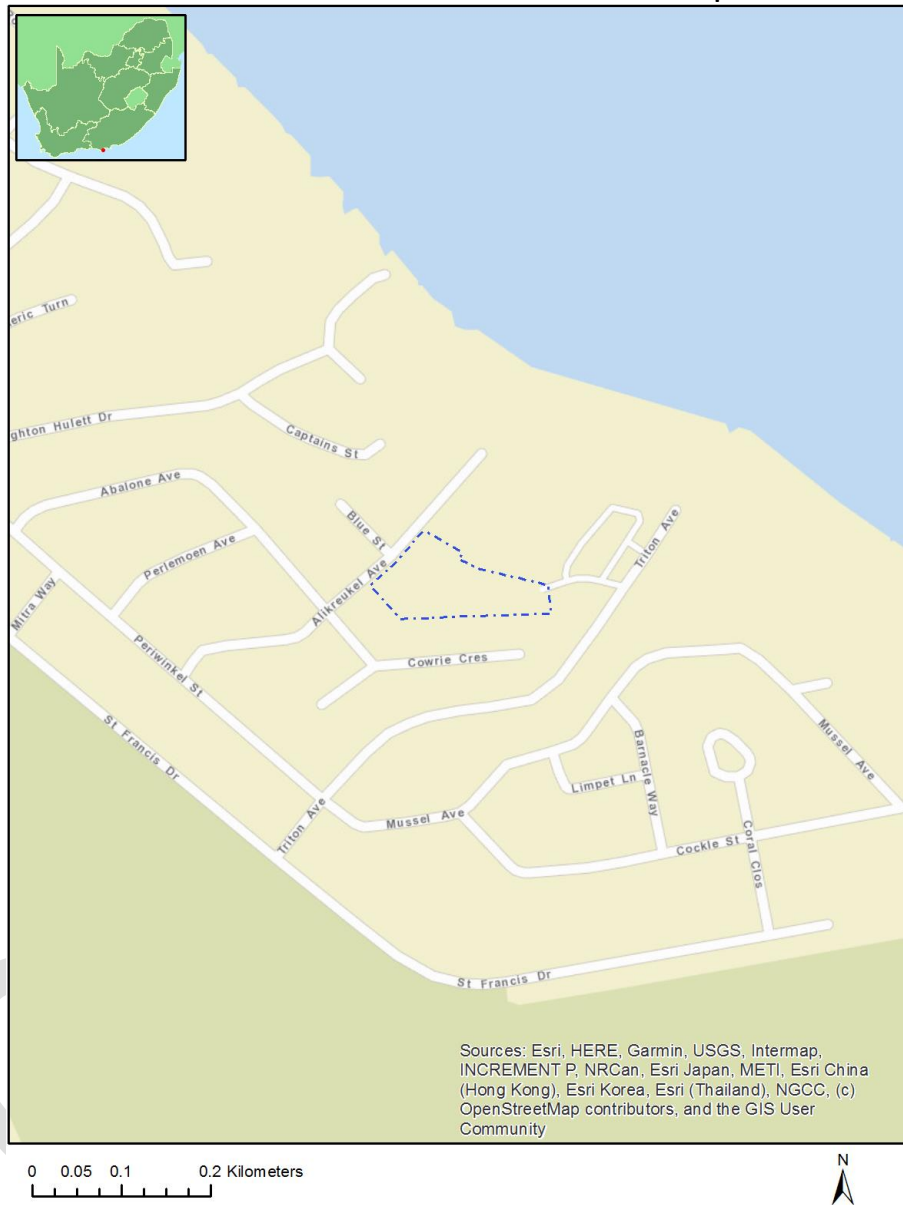 eric Turn
ghton Hulett Dr
Captains St
Abalone Ave
Blue St
Perlemoen Ave
Alikreukel Ave
Triton Ave
Mitra Way
Periwinkel St
Cowrie Cres
St Francis Dr
Mussel Ave
Barnacle Way
Limpet Ln
Triton Ave
Mussel Ave
Cockle St
Coral Clos
St Francis Dr
Sources: Esri, HERE, Garmin, USGS, Intermap,
INCREMENT P, NRCan, Esri Japan, METI, Esri China
(Hong Kong), Esri Korea, Esri (Thailand), NGCC, (c)
OpenStreetMap contributors, and the GIS User
Community
0 0.05 0.1 0.2 Kilometers
N